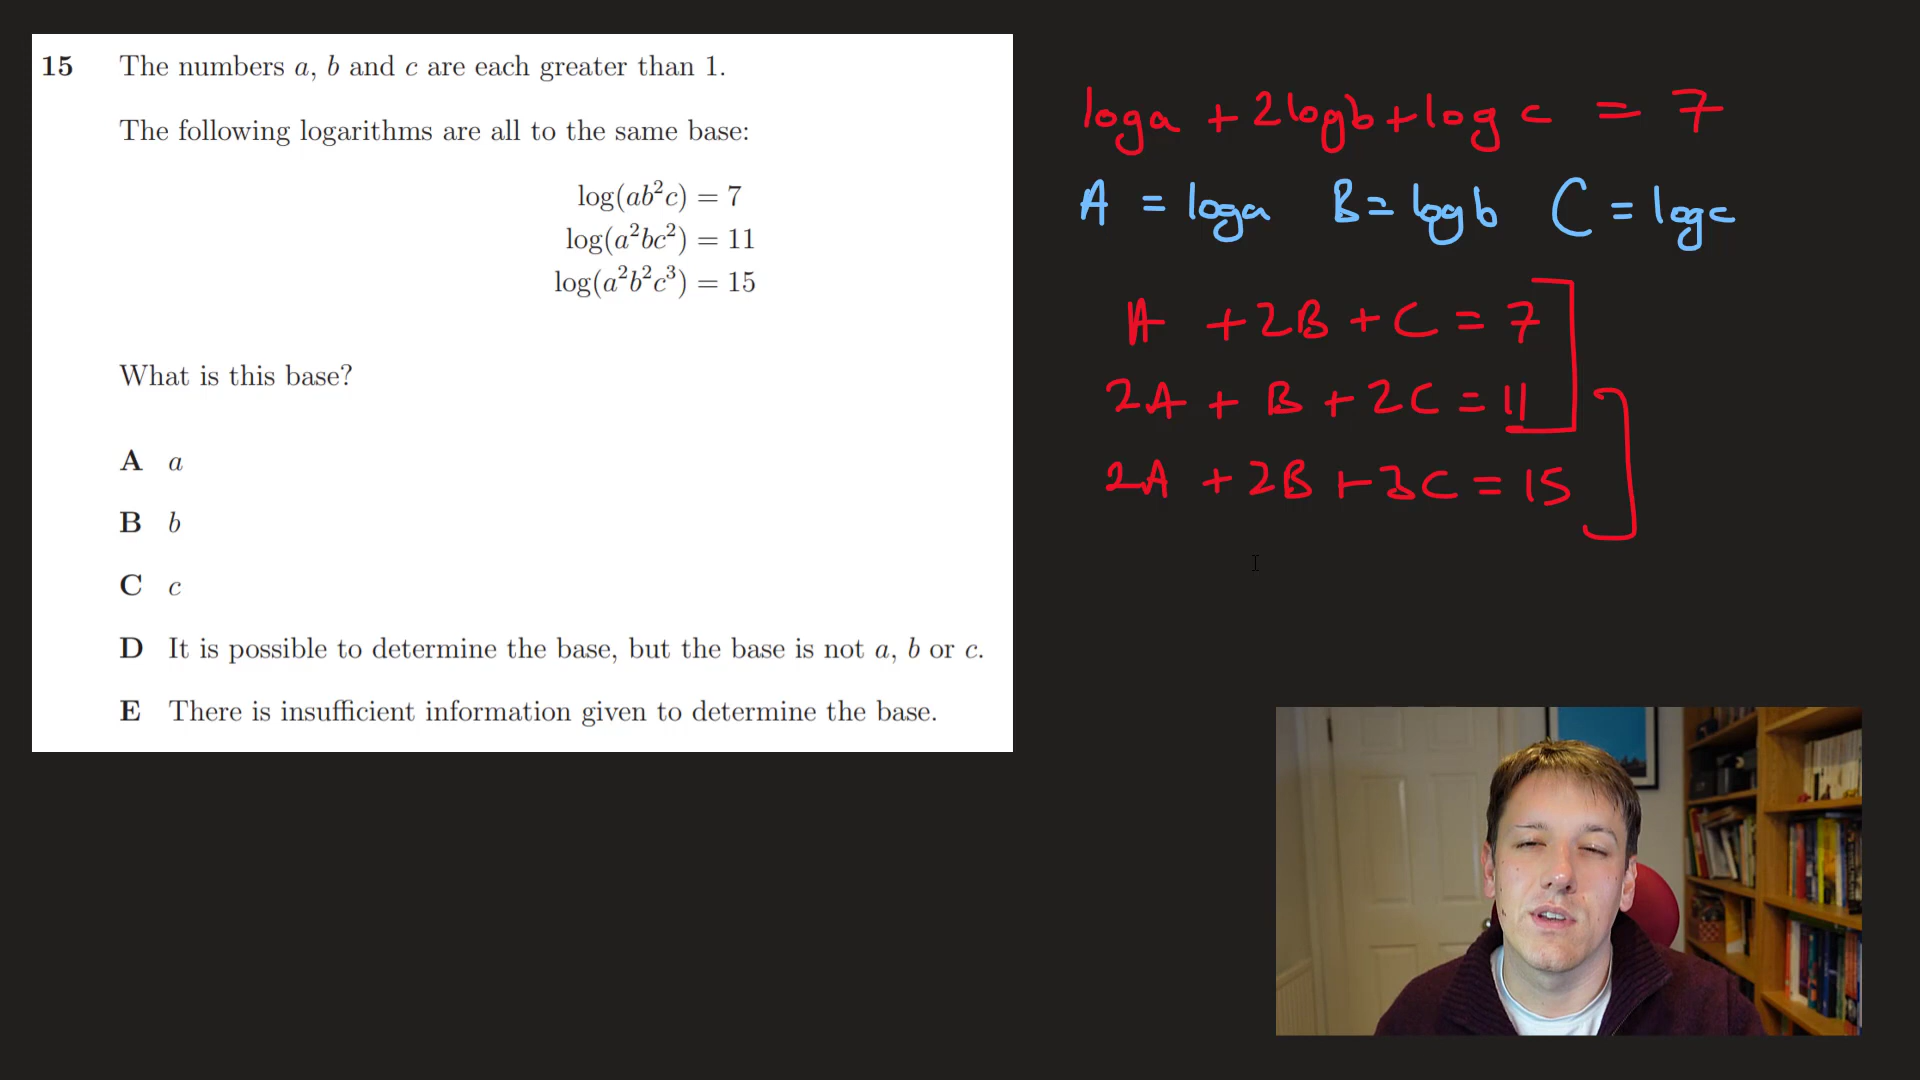 15 The numbers a, b and c are each greater than 1.
The following logarithms are all to the same base:
log(ab²c) = 7
log(a²bc²) = 11
log(a²b²c³) = 15
What is this base?
A a
B b
C c
D It is possible to determine the base, but the base is not a, b or c.
E There is insufficient information given to determine the base.
loga + 2logb + logc = 7
A = loga B = logb C = logc
A + 2B + C = 7
2A + B + 2C = 11
2A + 2B + 3C = 15